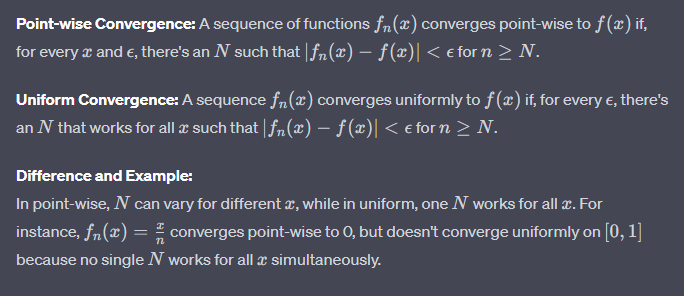 Point-wise Convergence: A sequence of functions fₙ(x) converges point-wise to f(x) if,
for every x and ϵ, there's an N such that |fₙ(x) − f(x)| < ϵ for n ≥ N.
Uniform Convergence: A sequence fₙ(x) converges uniformly to f(x) if, for every ϵ, there's
an N that works for all x such that |fₙ(x) − f(x)| < ϵ for n ≥ N.
Difference and Example:
In point-wise, N can vary for different x, while in uniform, one N works for all x. For
instance, fₙ(x) = x/n converges point-wise to 0, but doesn't converge uniformly on [0, 1]
because no single N works for all x simultaneously.